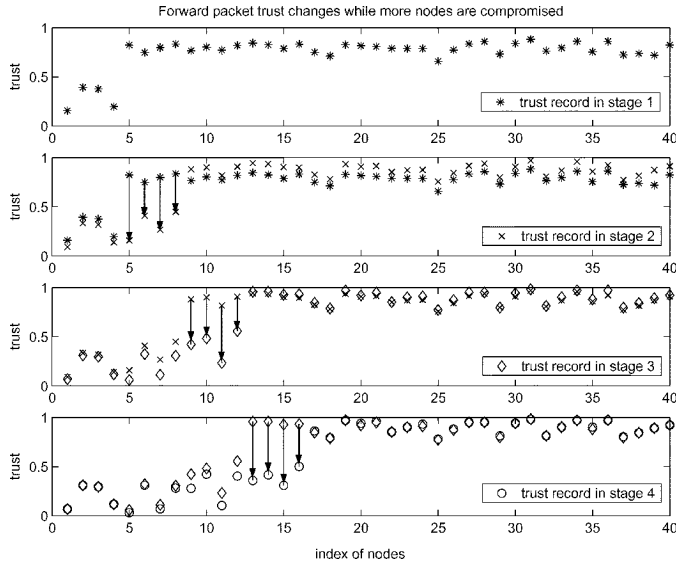 Forward packet trust changes while more nodes are compromised
trust
1
0.5
0
trust record in stage 1
0 5 10 15 20 25 30 35 40
trust
1
0.5
0
trust record in stage 2
0 5 10 15 20 25 30 35 40
trust
1
0.5
0
trust record in stage 3
0 5 10 15 20 25 30 35 40
trust
1
0.5
0
trust record in stage 4
0 5 10 15 20 25 30 35 40
index of nodes